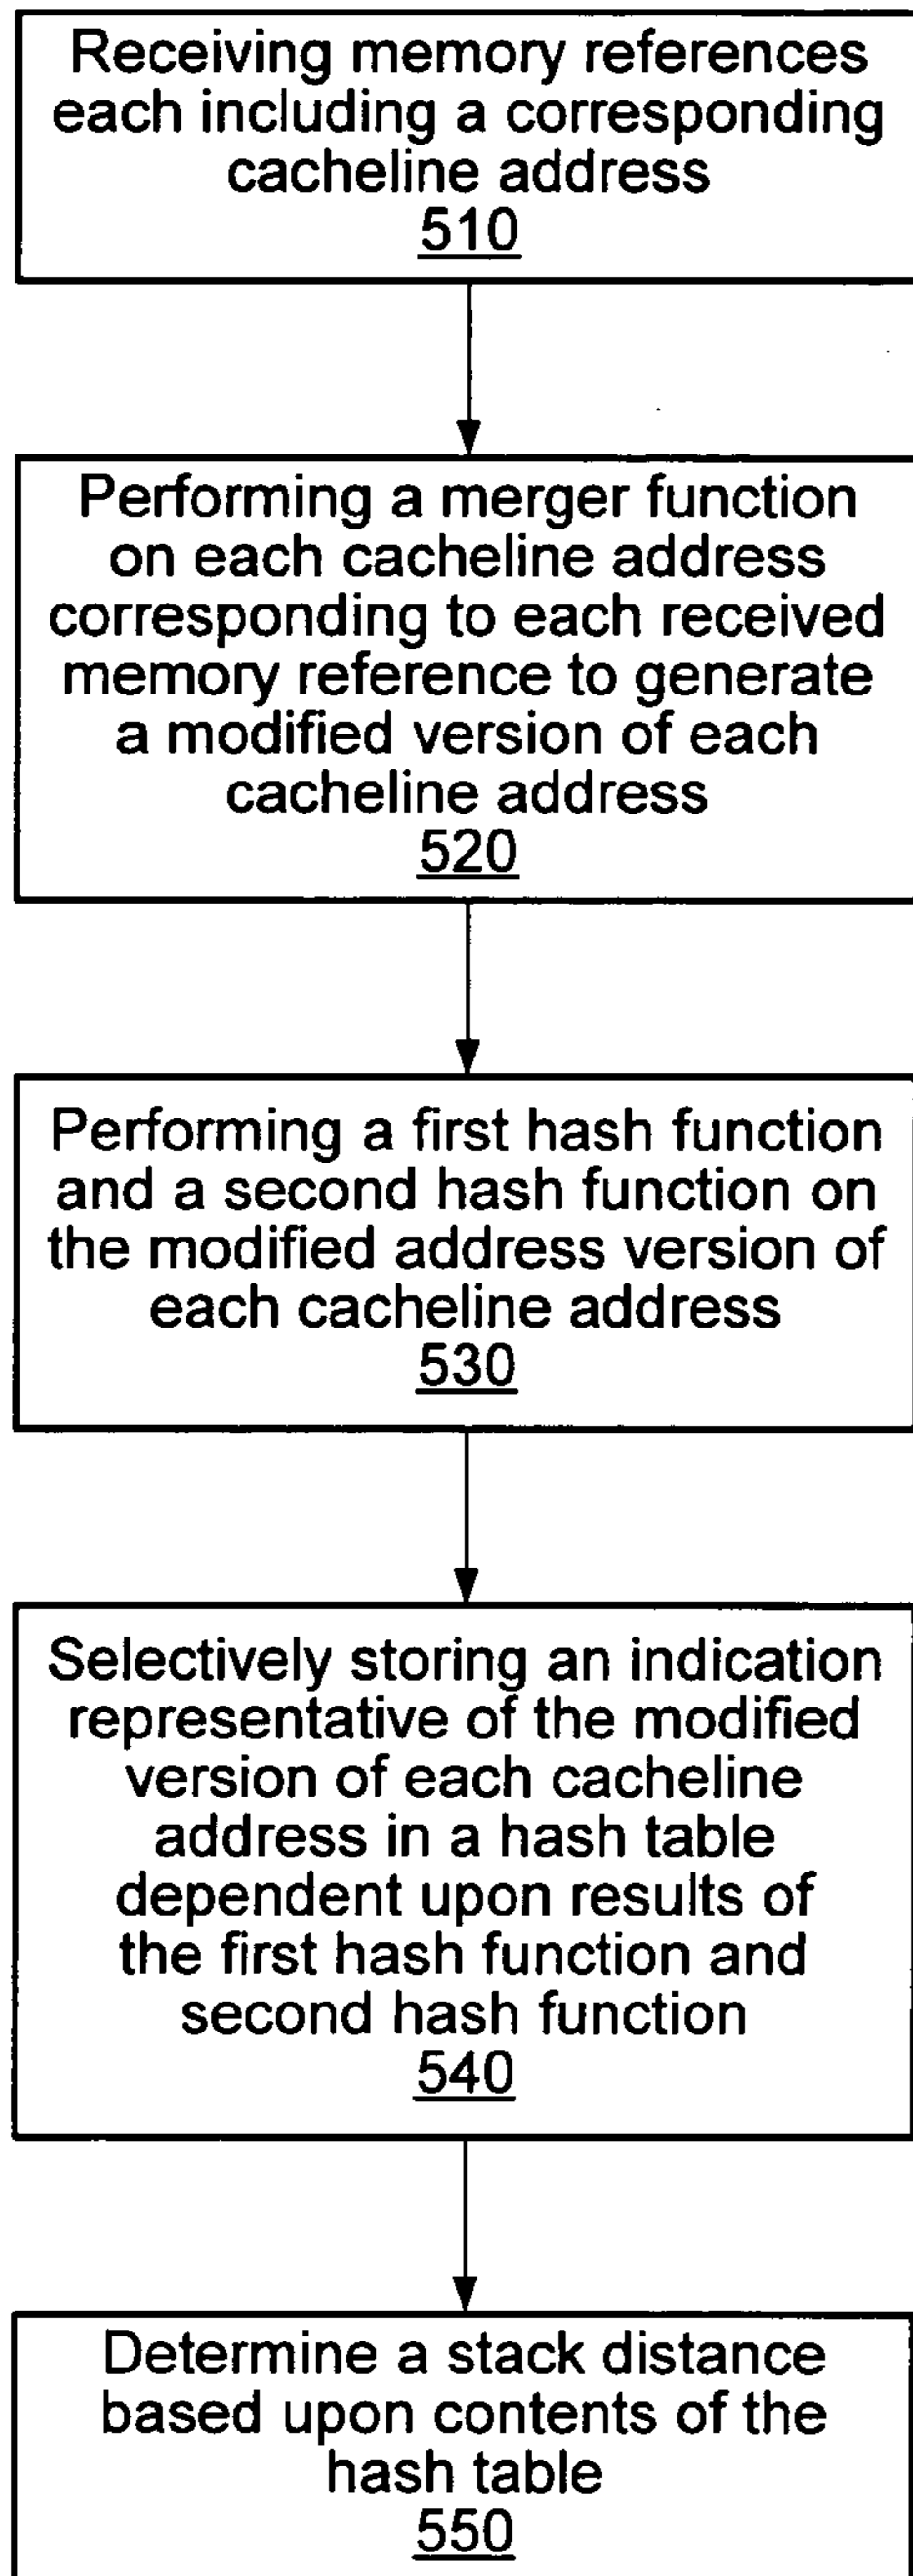 Receiving memory references
each including a corresponding
cacheline address
510
Performing a merger function
on each cacheline address
corresponding to each received
memory reference to generate
a modified version of each
cacheline address
520
Performing a first hash function
and a second hash function on
the modified address version of
each cacheline address
530
Selectively storing an indication
representative of the modified
version of each cacheline
address in a hash table
dependent upon results of
the first hash function and
second hash function
540
Determine a stack distance
based upon contents of the
hash table
550